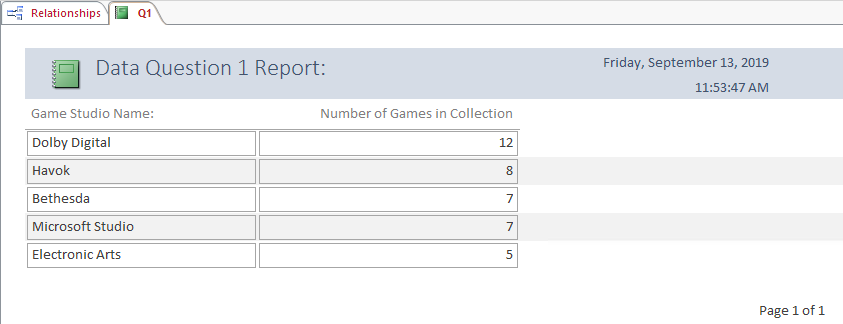 Relationships Q1
Data Question 1 Report: Friday, September 13, 2019
11:53:47 AM
Game Studio Name: Number of Games in Collection
Dolby Digital 12
Havok 8
Bethesda 7
Microsoft Studio 7
Electronic Arts 5
Page 1 of 1